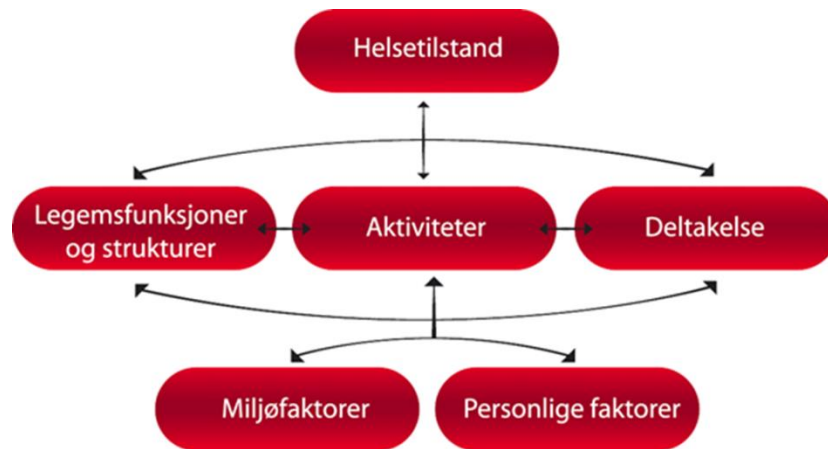 Helsetilstand
Legemsfunksjoner
og strukturer
Aktiviteter
Deltakelse
Miljøfaktorer
Personlige faktorer